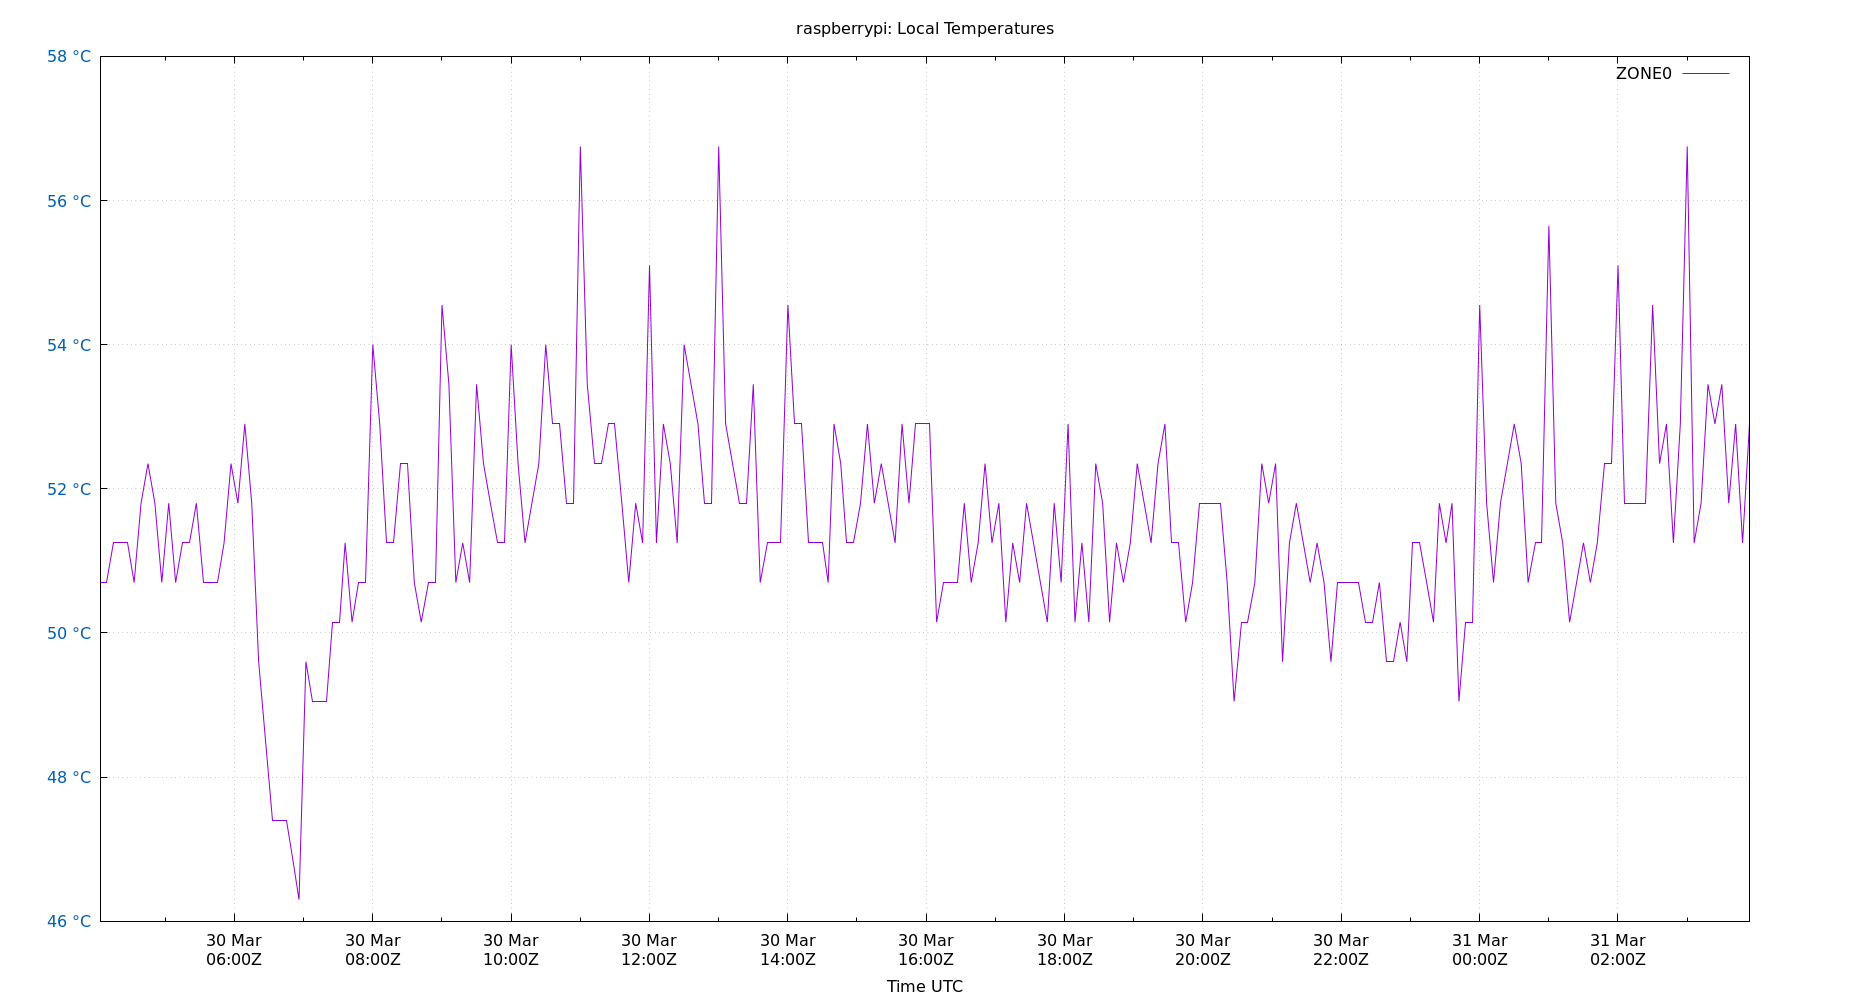 raspberrypi: Local Temperatures
58 °C
ZONE0
56 °C
54 °C
52 °C
50 °C
48 °C
46 °C
30 Mar 30 Mar 30 Mar 30 Mar 30 Mar 30 Mar 30 Mar 30 Mar 30 Mar 31 Mar 31 Mar
06:00Z 08:00Z 10:00Z 12:00Z 14:00Z 16:00Z 18:00Z 20:00Z 22:00Z 00:00Z 02:00Z
Time UTC